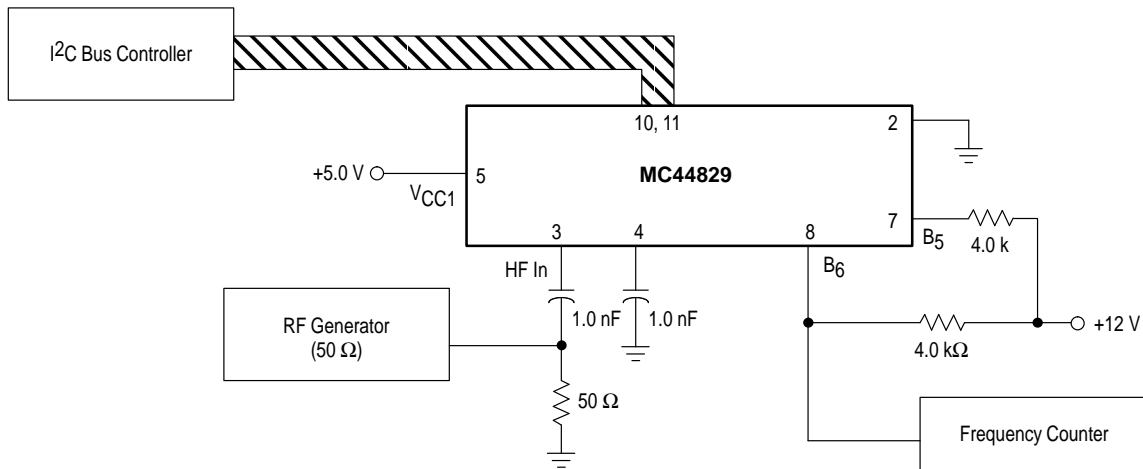 I2C Bus Controller
10, 11
2
MC44829
+5.0 V
5
VCC1
7
B5
4.0 k
3
4
8
HF In
B6
1.0 nF
1.0 nF
RF Generator
(50 Ω)
+12 V
4.0 kΩ
50 Ω
Frequency Counter